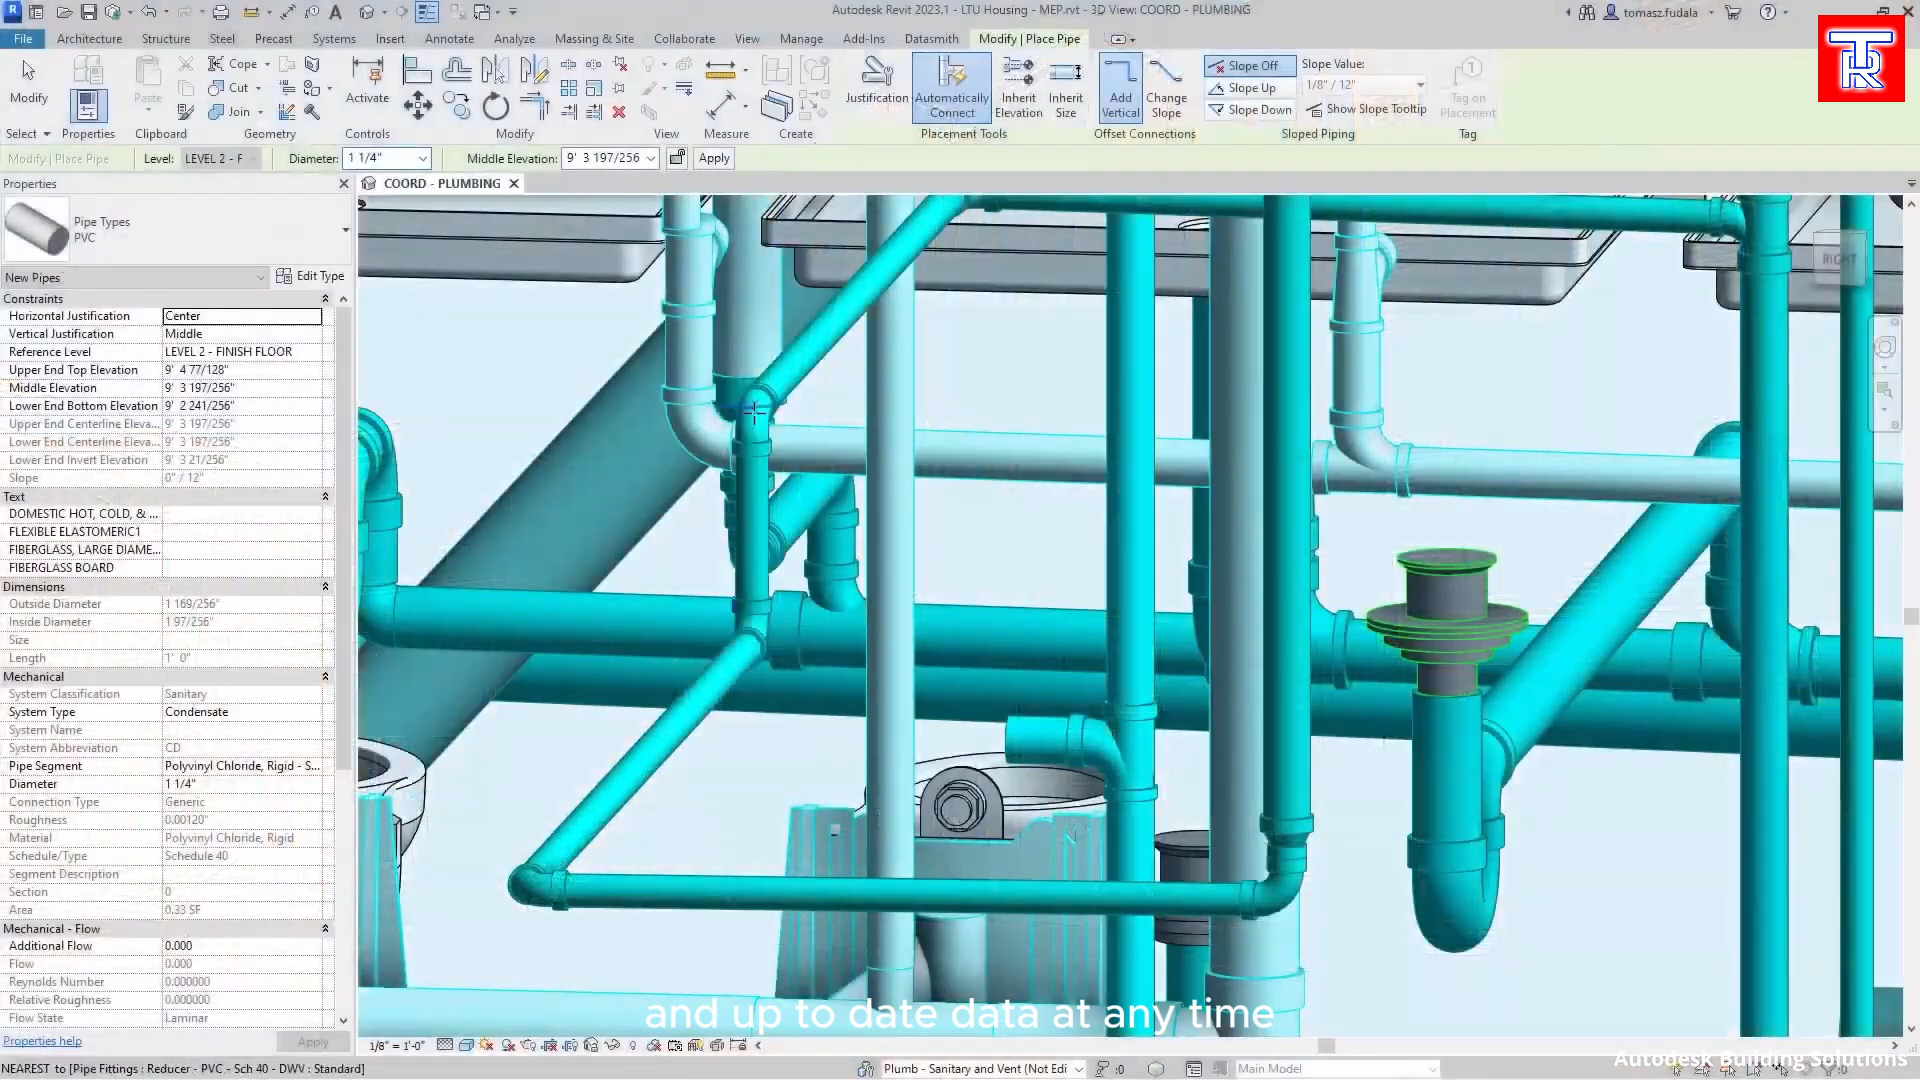 Autodesk Revit 2023.1 - LTU Housing - MEP.rvt - 3D View: COORD - PLUMBING
tomasz.fudala
File Architecture Structure Steel Precast Systems Insert Annotate Analyze Massing & Site Collaborate View Manage Add-Ins Datasmith Modify | Place Pipe
TR
Modify
Paste
Cope
Cut
Join
Activate
Justification
Automatically Connect
Inherit Elevation
Inherit Size
Add Vertical
Change Slope
Slope Off
Slope Up
Slope Down
Slope Value:
1/8" / 12"
Show Slope Tooltip
Tag on Placement
Select Properties Clipboard Geometry Controls Modify View Measure Create Placement Tools Offset Connections Sloped Piping Tag
Modify | Place Pipe Level: LEVEL 2 - F Diameter: 1 1/4" Middle Elevation: 9' 3 197/256 Apply
Properties
COORD - PLUMBING
Pipe Types
PVC
New Pipes Edit Type
RIGHT
Constraints
Horizontal Justification Center
Vertical Justification Middle
Reference Level LEVEL 2 - FINISH FLOOR
Upper End Top Elevation 9' 4 77/128"
Middle Elevation 9' 3 197/256"
Lower End Bottom Elevation 9' 2 241/256"
Upper End Centerline Eleva... 9' 3 197/256"
Lower End Centerline Eleva... 9' 3 197/256"
Lower End Invert Elevation 9' 3 21/256"
Slope 0" / 12"
Text
DOMESTIC HOT, COLD, & ...
FLEXIBLE ELASTOMERIC1
FIBERGLASS, LARGE DIAME...
FIBERGLASS BOARD
Dimensions
Outside Diameter 1 169/256"
Inside Diameter 1 97/256"
Size
Length 1' 0"
Mechanical
System Classification Sanitary
System Type Condensate
System Name
System Abbreviation CD
Pipe Segment Polyvinyl Chloride, Rigid - S...
Diameter 1 1/4"
Connection Type Generic
Roughness 0.00120"
Material Polyvinyl Chloride, Rigid
Schedule/Type Schedule 40
Segment Description
Section 0
Area 0.33 SF
Mechanical - Flow
Additional Flow 0.000
Flow 0.000
Reynolds Number 0.000000
Relative Roughness 0.000000
Flow State Laminar
Properties help Apply
and up to date data at any time
1/8" = 1'-0"
Autodesk Building Solutions
NEAREST to [Pipe Fittings : Reducer - PVC - Sch 40 - DWV : Standard]
Plumb - Sanitary and Vent (Not Edi
:0
Main Model